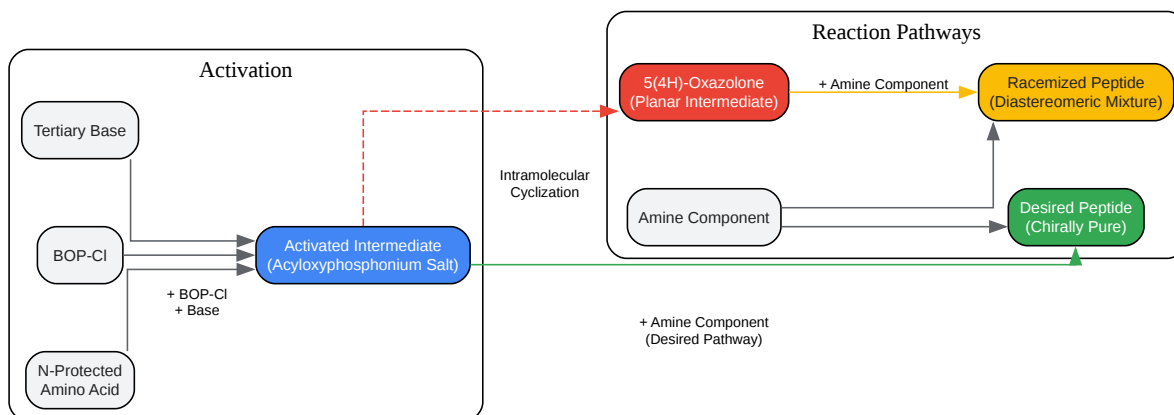 Activation
Tertiary Base
BOP-Cl
N-Protected
Amino Acid
+ BOP-Cl
+ Base
Activated Intermediate
(Acyloxyphosphonium Salt)
Intramolecular
Cyclization
+ Amine Component
(Desired Pathway)
Reaction Pathways
5(4H)-Oxazolone
(Planar Intermediate)
+ Amine Component
Racemized Peptide
(Diastereomeric Mixture)
Amine Component
Desired Peptide
(Chirally Pure)